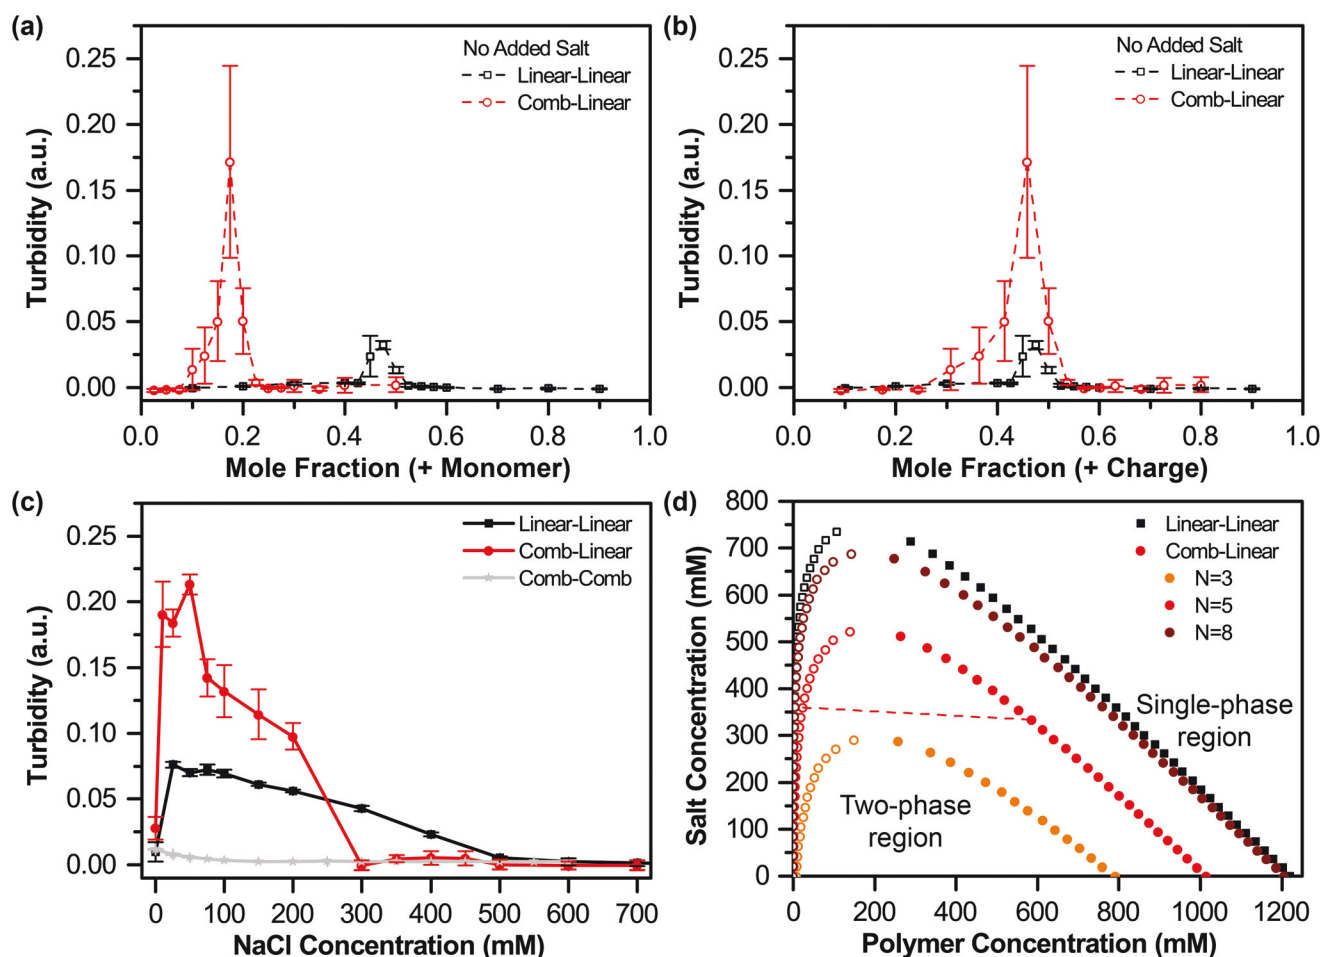 (a)
No Added Salt
Linear-Linear
Comb-Linear
Turbidity (a.u.)
0.25
0.20
0.15
0.10
0.05
0.00
0.0 0.2 0.4 0.6 0.8 1.0
Mole Fraction (+ Monomer)
(b)
No Added Salt
Linear-Linear
Comb-Linear
Turbidity (a.u.)
0.25
0.20
0.15
0.10
0.05
0.00
0.0 0.2 0.4 0.6 0.8 1.0
Mole Fraction (+ Charge)
(c)
Linear-Linear
Comb-Linear
Comb-Comb
Turbidity (a.u.)
0.25
0.20
0.15
0.10
0.05
0.00
0 100 200 300 400 500 600 700
NaCl Concentration (mM)
(d)
Linear-Linear
Comb-Linear
N=3
N=5
N=8
Single-phase
region
Two-phase
region
Salt Concentration (mM)
800
700
600
500
400
300
200
100
0
0 200 400 600 800 1000 1200
Polymer Concentration (mM)